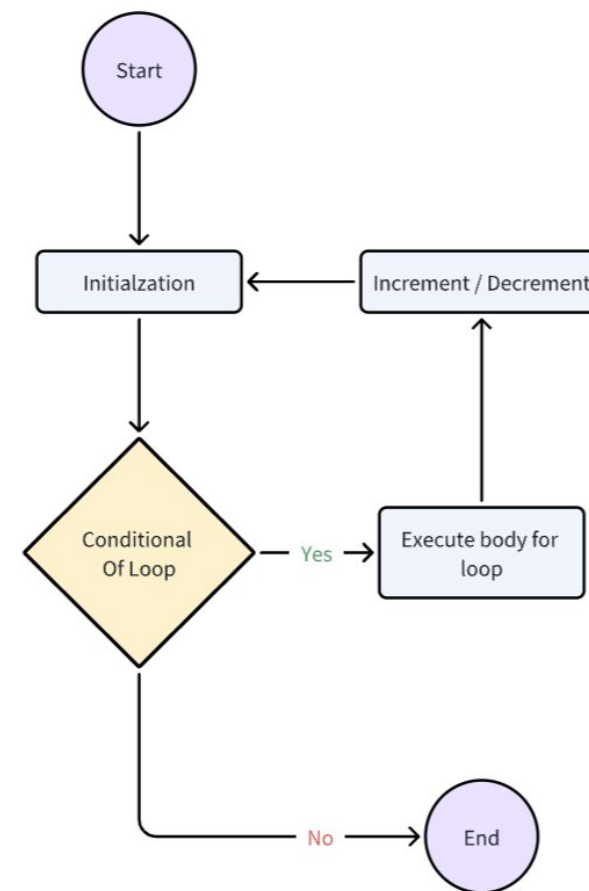 Start
Initialzation
Increment / Decrement
Conditional
Of Loop
Yes
Execute body for
loop
No
End